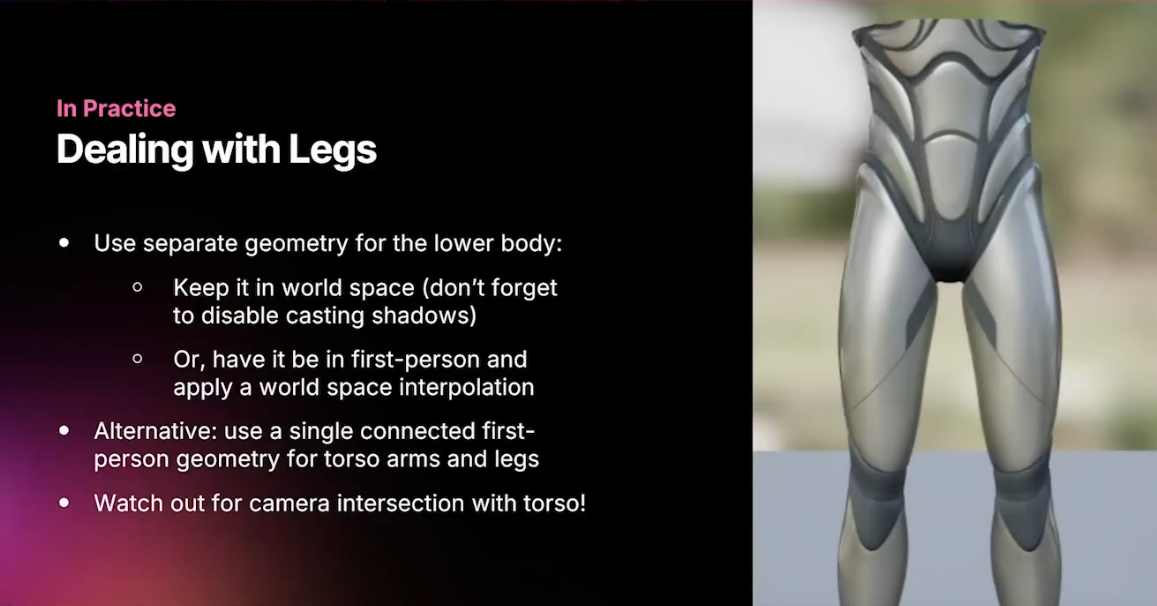 In Practice
Dealing with Legs
• Use separate geometry for the lower body:
○ Keep it in world space (don't forget
to disable casting shadows)
○ Or, have it be in first-person and
apply a world space interpolation
• Alternative: use a single connected first-
person geometry for torso arms and legs
• Watch out for camera intersection with torso!